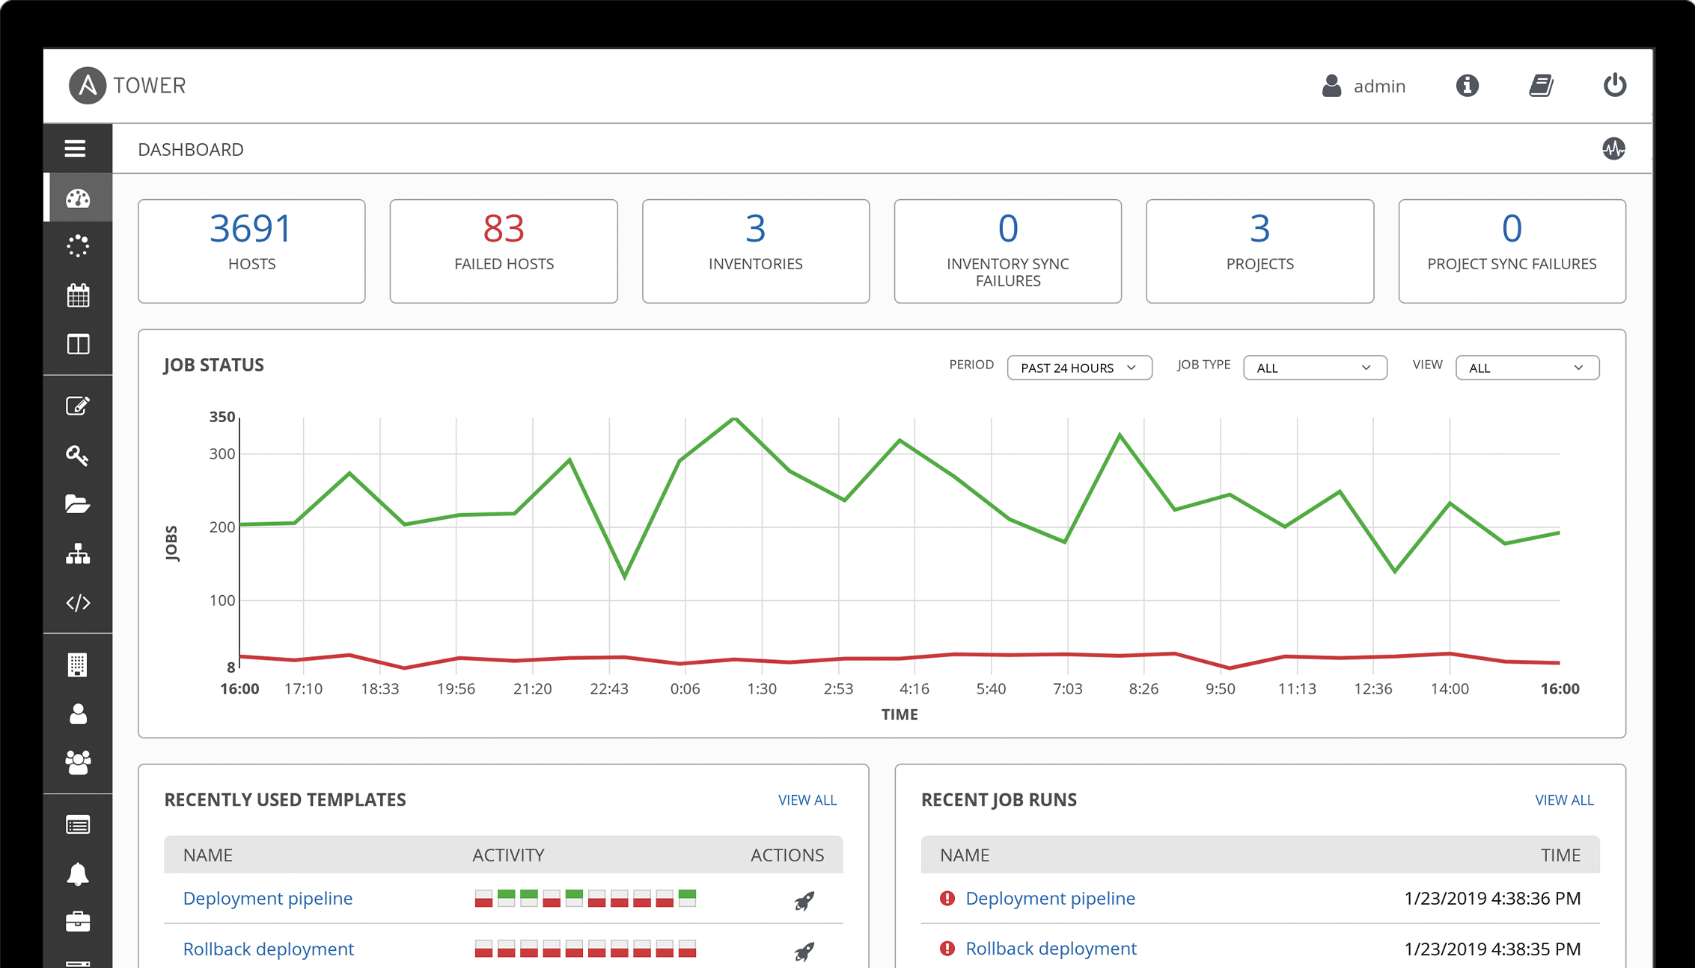 TOWER
admin
DASHBOARD
3691
HOSTS
83
FAILED HOSTS
3
INVENTORIES
0
INVENTORY SYNC
FAILURES
3
PROJECTS
0
PROJECT SYNC FAILURES
JOB STATUS
PERIOD PAST 24 HOURS JOB TYPE ALL VIEW ALL
350
300
200
100
8
JOBS
16:00 17:10 18:33 19:56 21:20 22:43 0:06 1:30 2:53 4:16 5:40 7:03 8:26 9:50 11:13 12:36 14:00 16:00
TIME
RECENTLY USED TEMPLATES VIEW ALL
NAME ACTIVITY ACTIONS
Deployment pipeline
Rollback deployment
RECENT JOB RUNS VIEW ALL
NAME TIME
Deployment pipeline 1/23/2019 4:38:36 PM
Rollback deployment 1/23/2019 4:38:35 PM